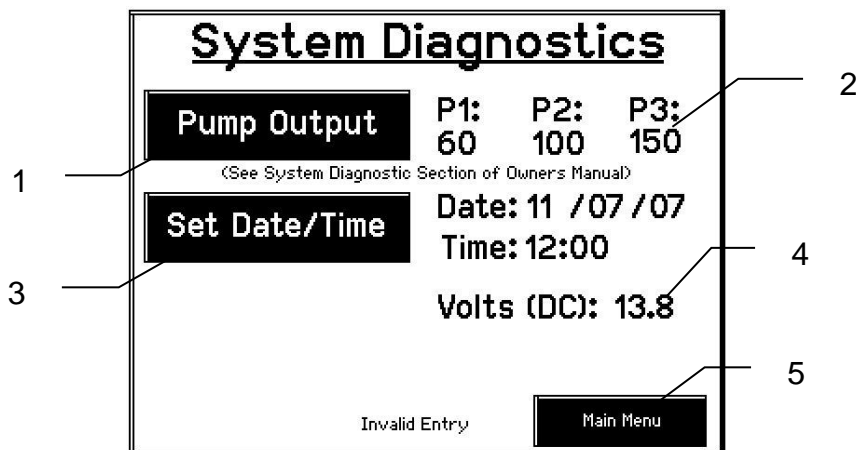 System Diagnostics
Pump Output P1: P2: P3: 2
60 100 150
1 (See System Diagnostic Section of Owners Manual)
Set Date/Time Date: 11 /07 /07
Time: 12:00 4
3
Volts (DC): 13.8
5
Invalid Entry Main Menu